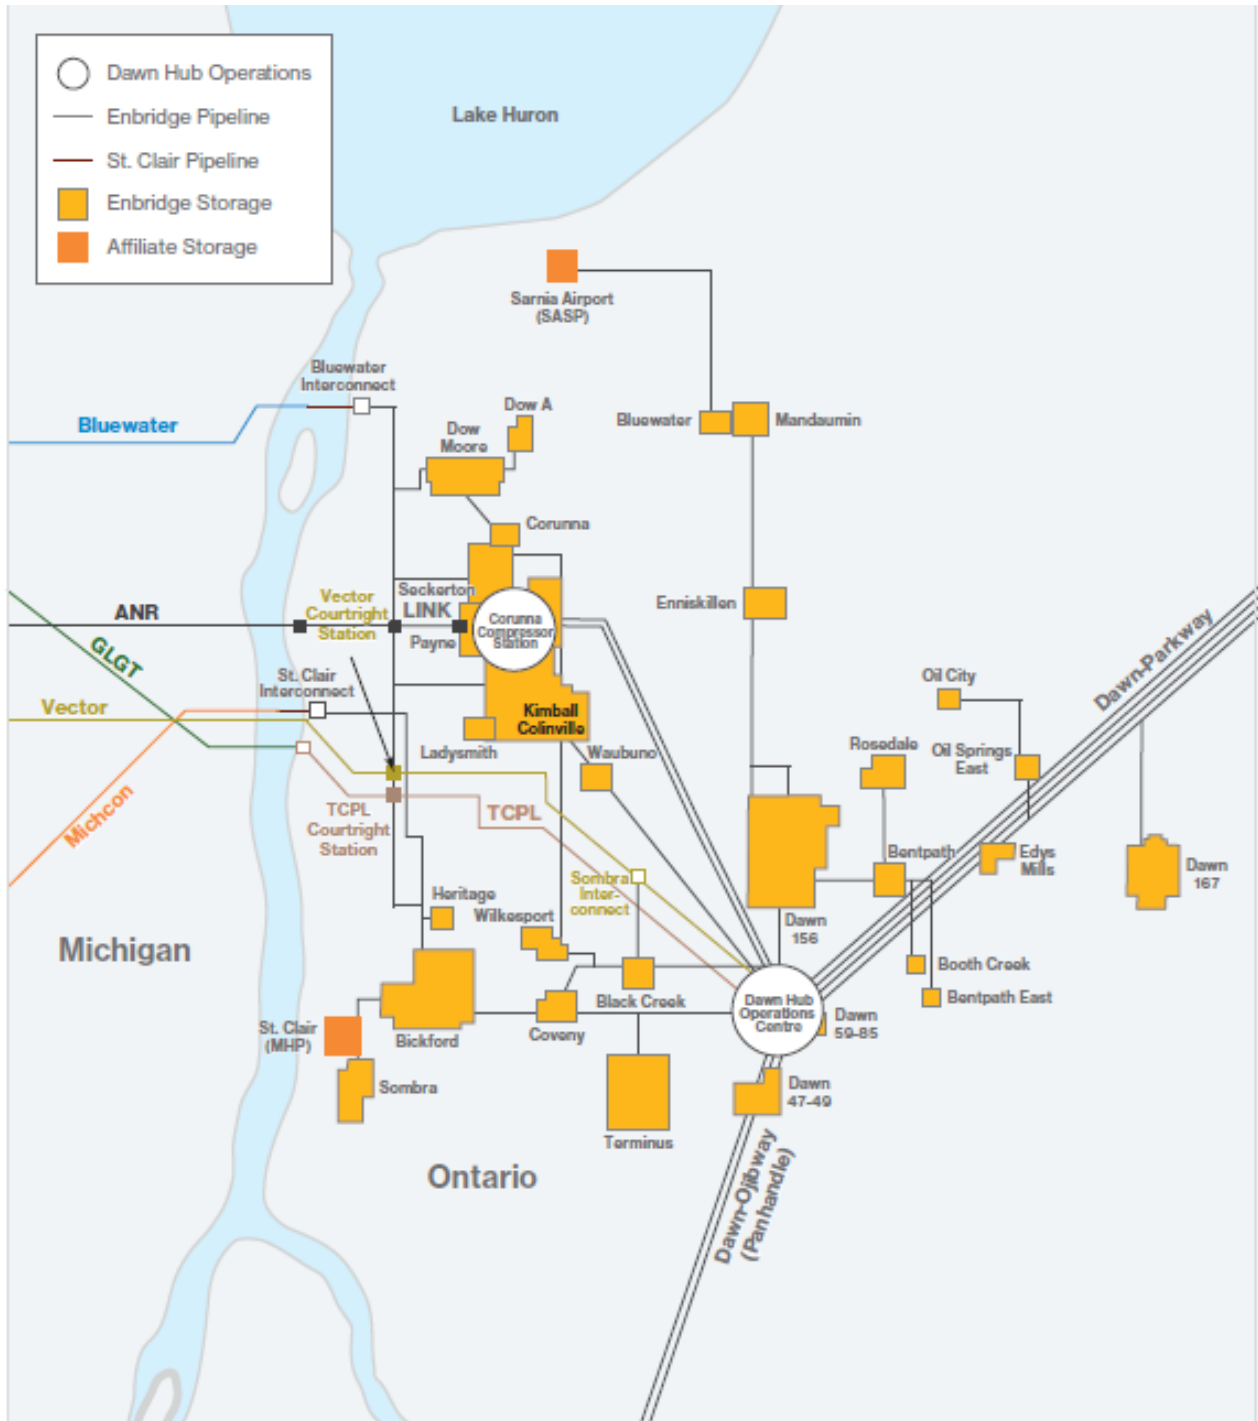 Dawn Hub Operations
Enbridge Pipeline
St. Clair Pipeline
Enbridge Storage
Affiliate Storage
Lake Huron
Sarnia Airport
(SASP)
Bluewater
Interconnect
Bluewater
Dow A
Dow
Moore
Bluewater
Mandaumin
Corunna
Seckerton
LINK
Payne
Corunna
Compressor
Station
Vector
Courtright
Station
ANR
GLGT
Enniskillen
St. Clair
Interconnect
Vector
Michcon
Kimball
Colinville
Ladysmith
Waubuno
Oil City
Dawn-Parkway
Rosedale
Oil Springs
East
TCPL
Courtright
Station
TCPL
Bentpath
Edys
Mills
Dawn
167
Sombra
Inter-
connect
Heritage
Wilkesport
Dawn
156
Michigan
Booth Creek
Bentpath East
Black Creek
Dawn Hub
Operations
Centre
Dawn
59-85
St. Clair
(MHP)
Bickford
Coveny
Sombra
Dawn
47-49
Terminus
Ontario
Dawn-Ojibway
(Panhandle)